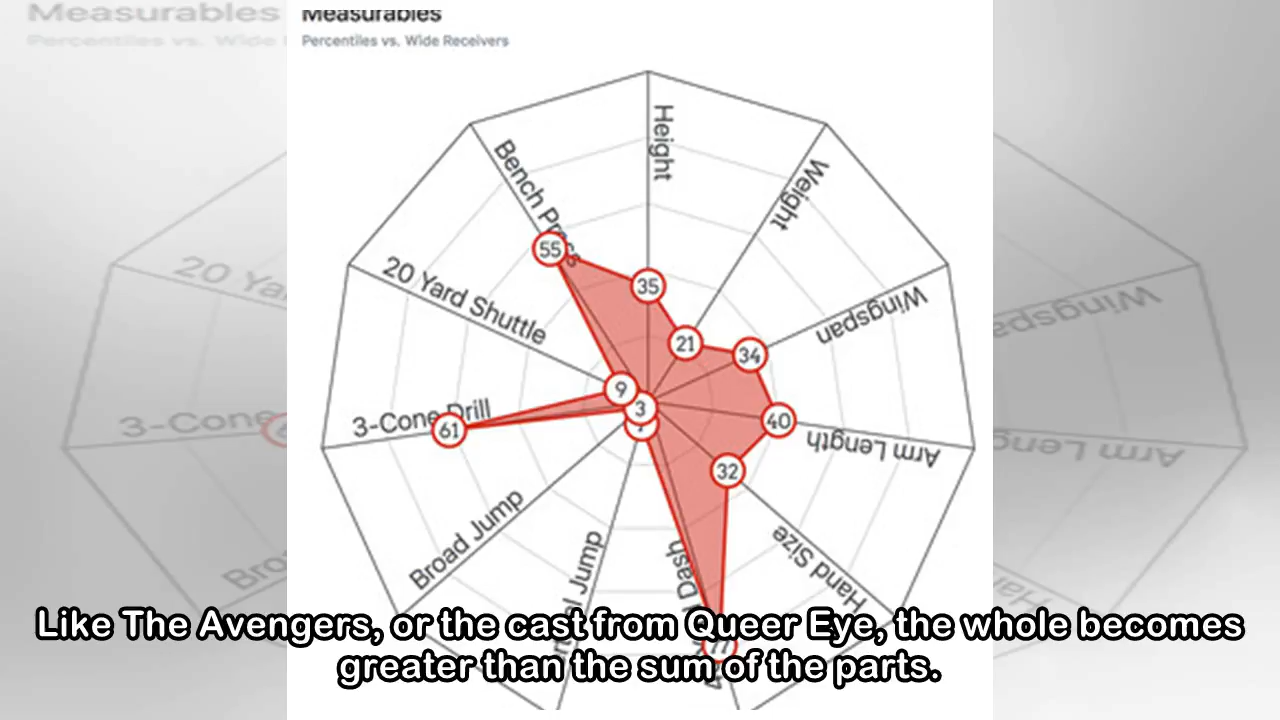 Measurables
Percentiles vs. Wide Receivers
Height
Weight
Wingspan
Arm Length
Hand Size
Dash
Jump
Broad Jump
3-Cone Drill
20 Yard Shuttle
Bench Press
35
21
34
40
32
3
61
9
55
Like The Avengers, or the cast from Queer Eye, the whole becomes
greater than the sum of the parts.